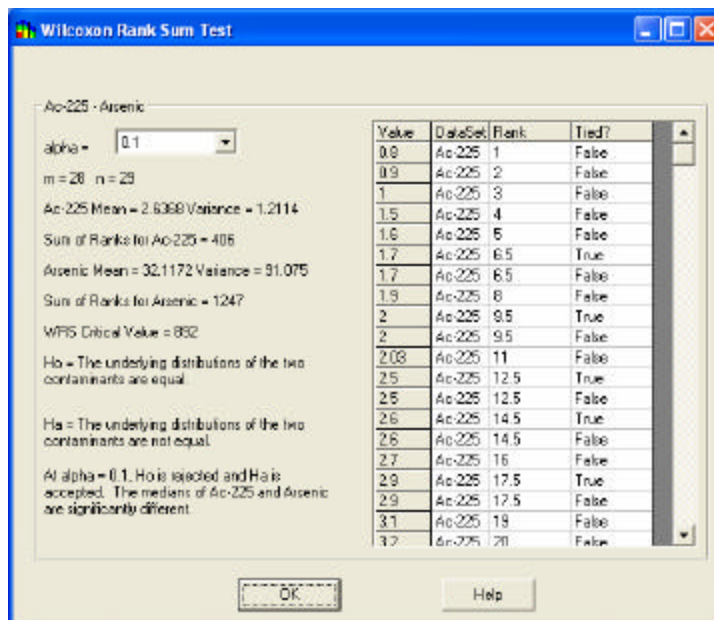 Wilcoxon Rank Sum Test
Ac-225 - Arsenic
alpha = 0.1
m = 28 n = 29
Ac-225 Mean = 2.6368 Variance = 1.2114
Sum of Ranks for Ac-225 = 406
Arsenic Mean = 32.1172 Variance = 91.075
Sum of Ranks for Arsenic = 1247
WRS Critical Value = 892
Ho = The underlying distributions of the two
contaminants are equal.
Ha = The underlying distributions of the two
contaminants are not equal.
At alpha = 0.1, Ho is rejected and Ha is
accepted. The medians of Ac-225 and Arsenic
are significantly different.
Value DataSet Rank Tied?
0.8 Ac-225 1 False
0.9 Ac-225 2 False
1 Ac-225 3 False
1.5 Ac-225 4 False
1.6 Ac-225 5 False
1.7 Ac-225 6.5 True
1.7 Ac-225 6.5 False
1.9 Ac-225 8 False
2 Ac-225 9.5 True
2 Ac-225 9.5 False
2.03 Ac-225 11 False
2.5 Ac-225 12.5 True
2.5 Ac-225 12.5 False
2.6 Ac-225 14.5 True
2.6 Ac-225 14.5 False
2.7 Ac-225 16 False
2.9 Ac-225 17.5 True
2.9 Ac-225 17.5 False
3.1 Ac-225 19 False
3.2 Ac-225 20 False
OK Help